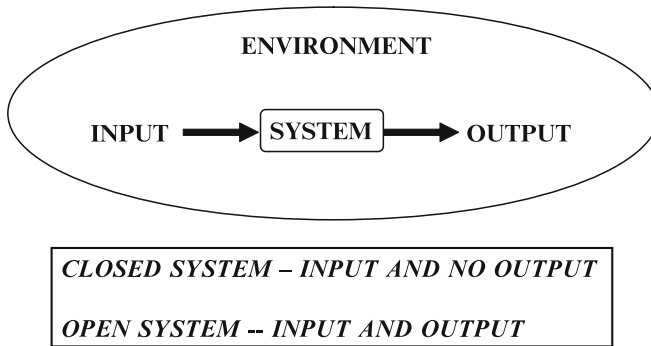 ENVIRONMENT
INPUT SYSTEM OUTPUT
CLOSED SYSTEM – INPUT AND NO OUTPUT
OPEN SYSTEM -- INPUT AND OUTPUT